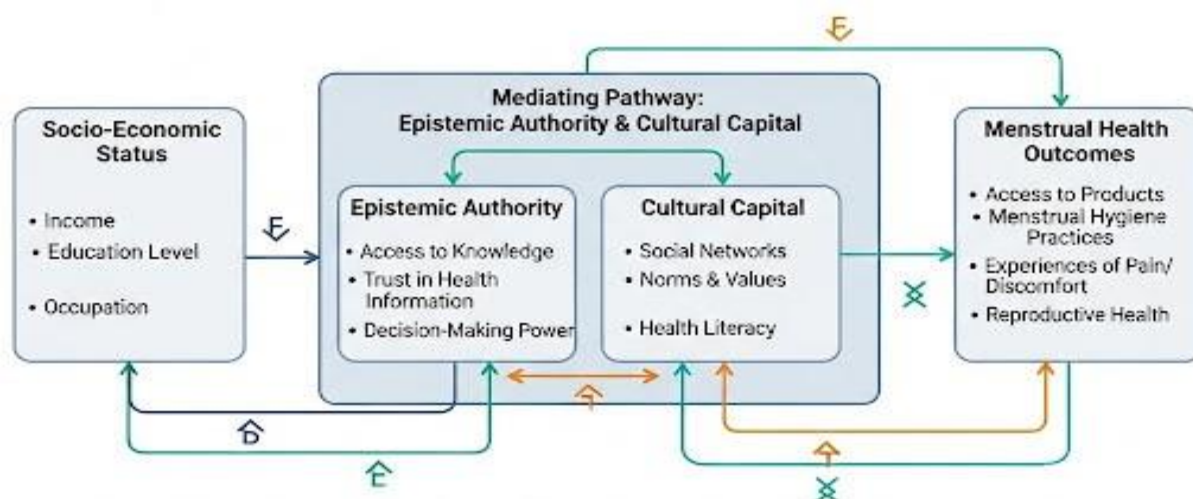 Mediating Pathway:
Epistemic Authority & Cultural Capital
Socio-Economic
Status
• Income
• Education Level
• Occupation
Epistemic Authority
• Access to Knowledge
• Trust in Health
Information
• Decision-Making Power
Cultural Capital
• Social Networks
• Norms & Values
• Health Literacy
Menstrual Health
Outcomes
• Access to Products
• Menstrual Hygiene
Practices
• Experiences of Pain/
Discomfort
• Reproductive Health